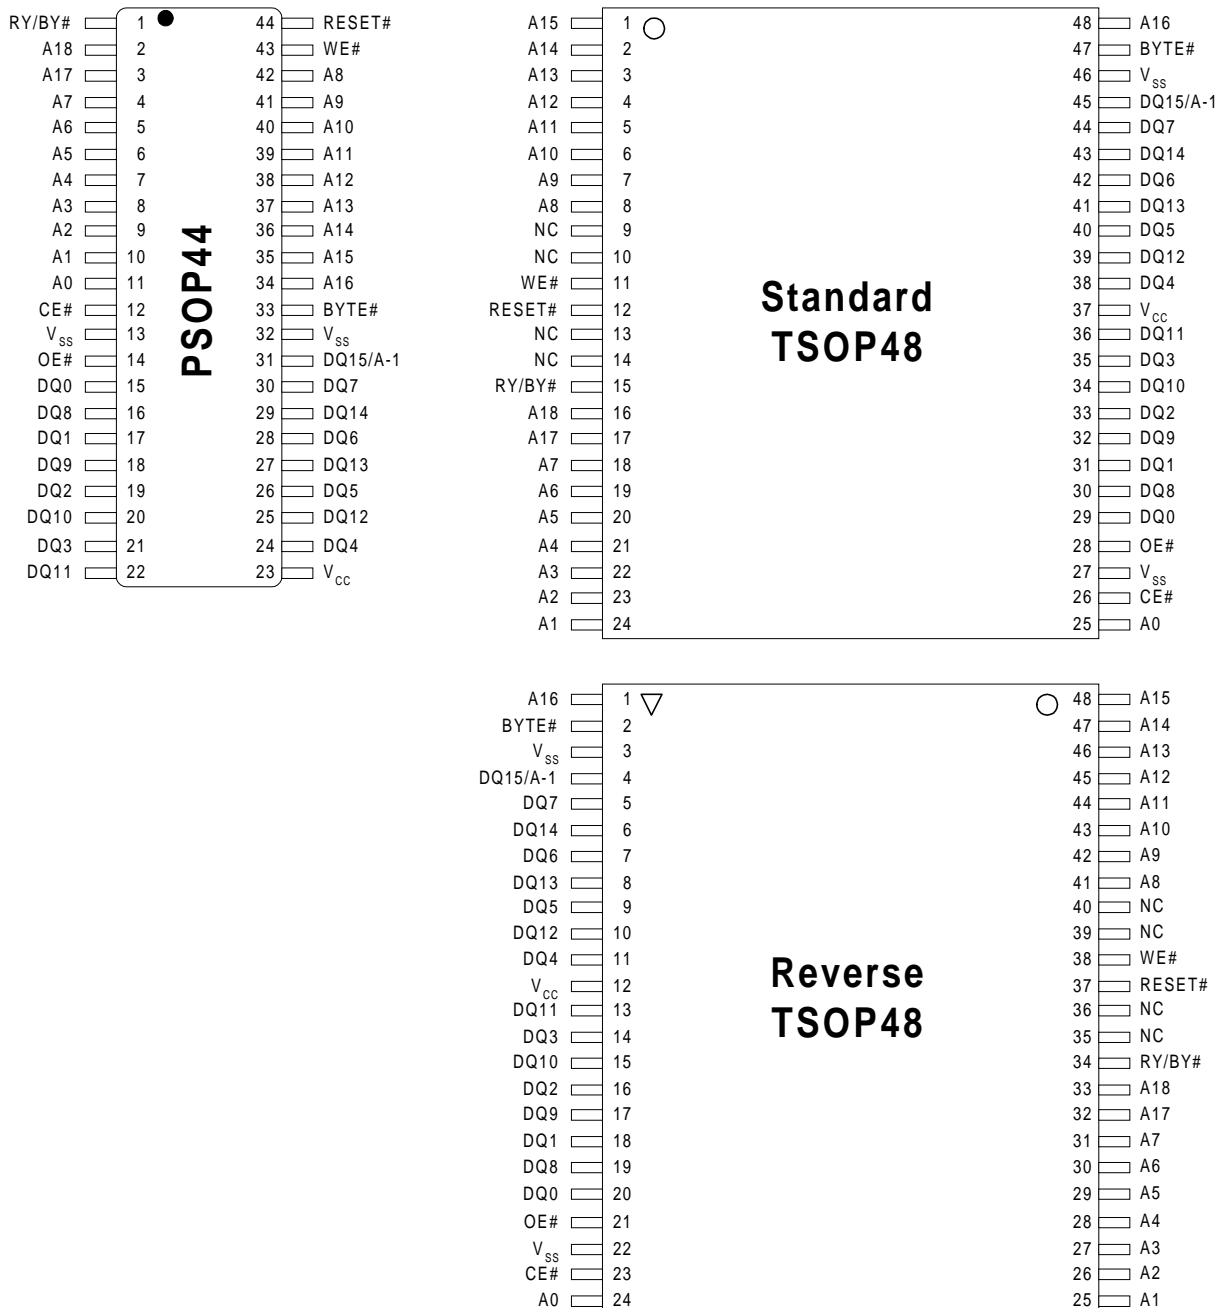 RY/BY# 1 44 RESET#
A18 2 43 WE#
A17 3 42 A8
A7 4 41 A9
A6 5 40 A10
A5 6 39 A11
A4 7 38 A12
A3 8 37 A13
A2 9 36 A14
A1 10 35 A15
A0 11 34 A16
CE# 12 33 BYTE#
VSS 13 32 VSS
OE# 14 31 DQ15/A-1
DQ0 15 30 DQ7
DQ8 16 29 DQ14
DQ1 17 28 DQ6
DQ9 18 27 DQ13
DQ2 19 26 DQ5
DQ10 20 25 DQ12
DQ3 21 24 DQ4
DQ11 22 23 VCC
PSOP44
A15 1 48 A16
A14 2 47 BYTE#
A13 3 46 VSS
A12 4 45 DQ15/A-1
A11 5 44 DQ7
A10 6 43 DQ14
A9 7 42 DQ6
A8 8 41 DQ13
NC 9 40 DQ5
NC 10 39 DQ12
WE# 11 38 DQ4
RESET# 12 37 VCC
NC 13 36 DQ11
NC 14 35 DQ3
RY/BY# 15 34 DQ10
A18 16 33 DQ2
A17 17 32 DQ9
A7 18 31 DQ1
A6 19 30 DQ8
A5 20 29 DQ0
A4 21 28 OE#
A3 22 27 VSS
A2 23 26 CE#
A1 24 25 A0
Standard
TSOP48
A16 1 48 A15
BYTE# 2 47 A14
VSS 3 46 A13
DQ15/A-1 4 45 A12
DQ7 5 44 A11
DQ14 6 43 A10
DQ6 7 42 A9
DQ13 8 41 A8
DQ5 9 40 NC
DQ12 10 39 NC
DQ4 11 38 WE#
VCC 12 37 RESET#
DQ11 13 36 NC
DQ3 14 35 NC
DQ10 15 34 RY/BY#
DQ2 16 33 A18
DQ9 17 32 A17
DQ1 18 31 A7
DQ8 19 30 A6
DQ0 20 29 A5
OE# 21 28 A4
VSS 22 27 A3
CE# 23 26 A2
A0 24 25 A1
Reverse
TSOP48